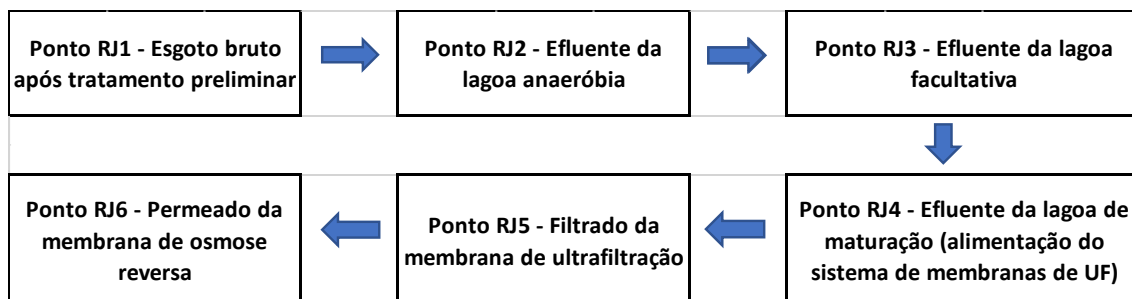 Ponto RJ1 - Esgoto bruto
após tratamento preliminar
Ponto RJ2 - Efluente da
lagoa anaeróbia
Ponto RJ3 - Efluente da lagoa
facultativa
Ponto RJ6 - Permeado da
membrana de osmose
reversa
Ponto RJ5 - Filtrado da
membrana de ultrafiltração
Ponto RJ4 - Efluente da lagoa de
maturação (alimentação do
sistema de membranas de UF)